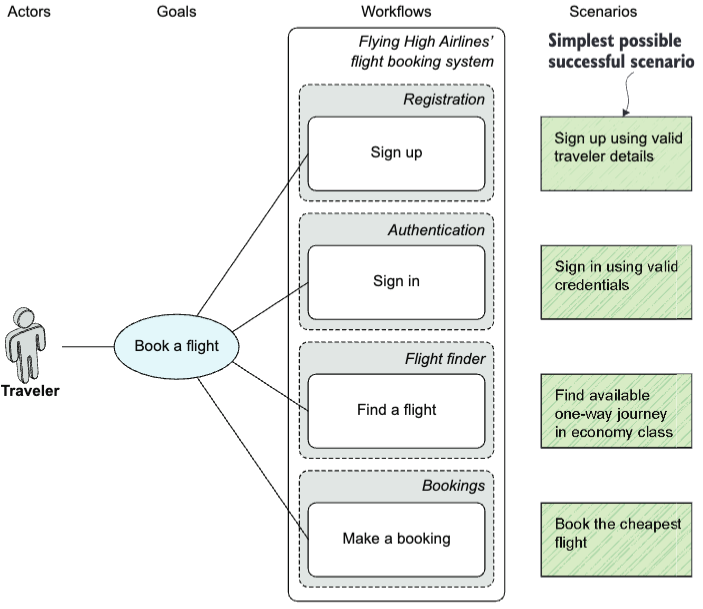 Actors
Goals
Workflows
Scenarios
Flying High Airlines’
flight booking system
Simplest possible
successful scenario
Registration
Sign up
Sign up using valid
traveler details
Authentication
Sign in
Sign in using valid
credentials
Traveler
Book a flight
Flight finder
Find a flight
Find available
one-way journey
in economy class
Bookings
Make a booking
Book the cheapest
flight